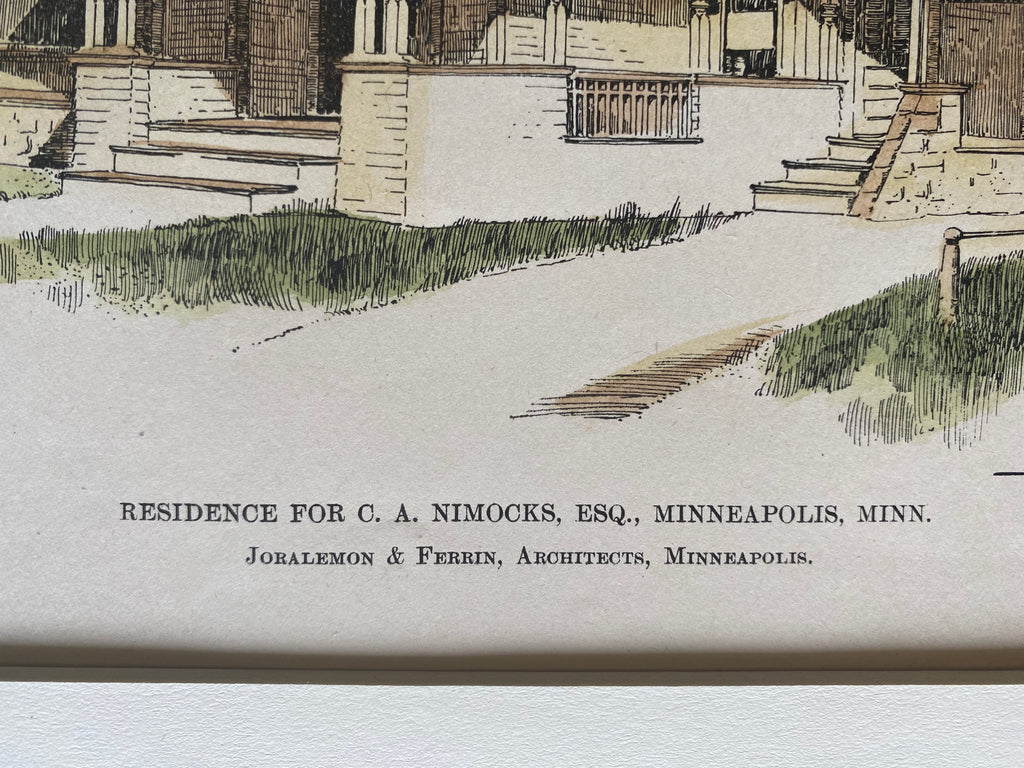 RESIDENCE FOR C. A. NIMOCKS, ESQ., MINNEAPOLIS, MINN.
JORALEMON & FERRIN, ARCHITECTS, MINNEAPOLIS.